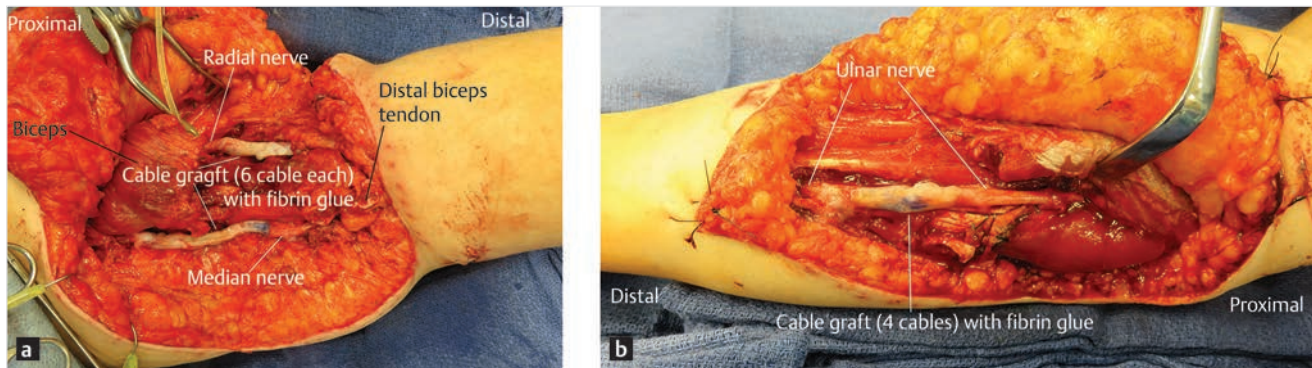 Proximal
Distal
Radial nerve
Distal biceps
tendon
Biceps
Cable gragft (6 cable each)
with fibrin glue
Median nerve
a
Ulnar nerve
Distal
Proximal
Cable graft (4 cables) with fibrin glue
b